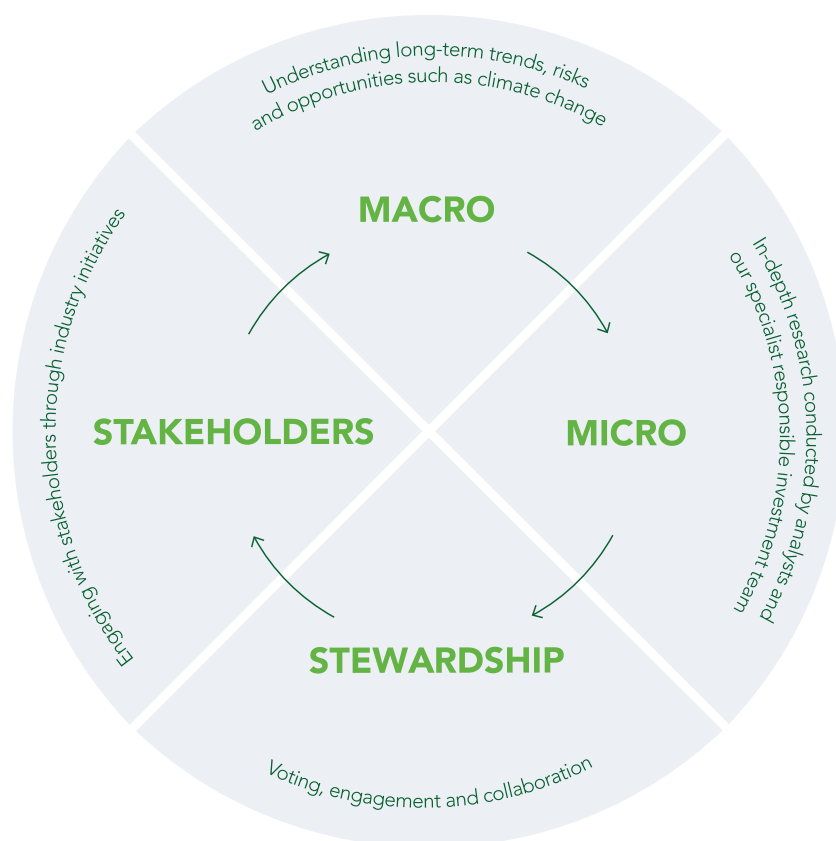 Understanding long-term trends, risks
and opportunities such as climate change
MACRO
In-depth research conducted by analysts and
our specialist responsible investment team
MICRO
STEWARDSHIP
Voting, engagement and collaboration
STAKEHOLDERS
Engaging with stakeholders through industry initiatives